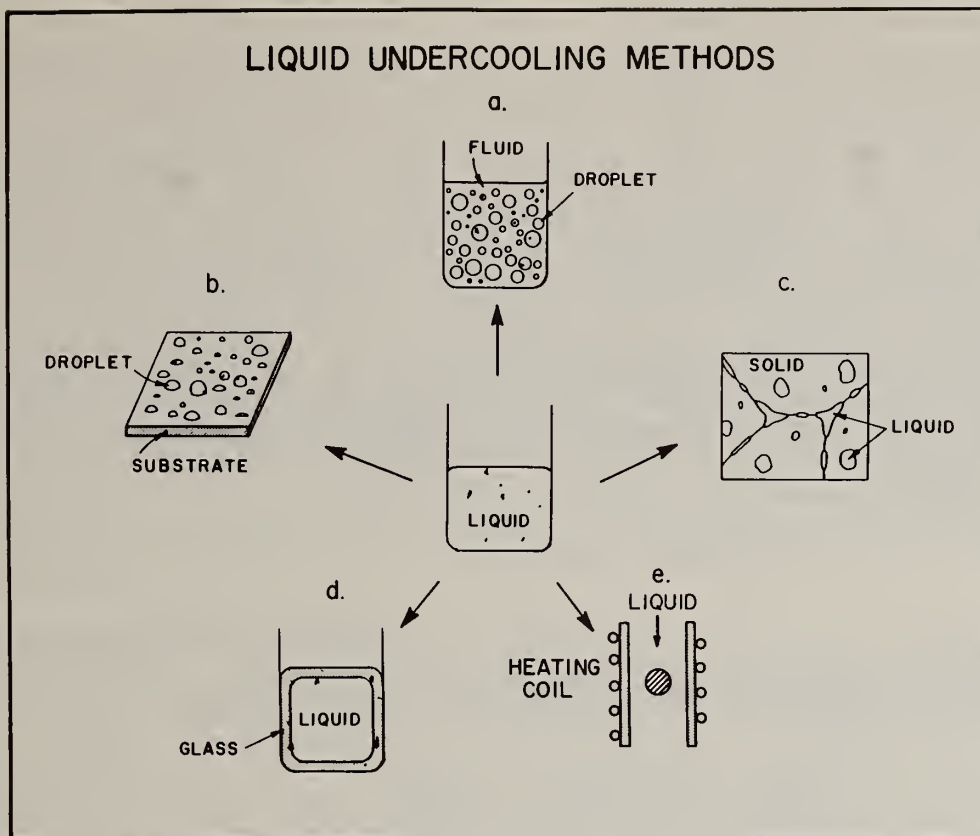 LIQUID UNDERCOOLING METHODS
a.
FLUID
DROPLET
b.
DROPLET
SUBSTRATE
c.
SOLID
LIQUID
LIQUID
d.
LIQUID
GLASS
e.
LIQUID
HEATING
COIL